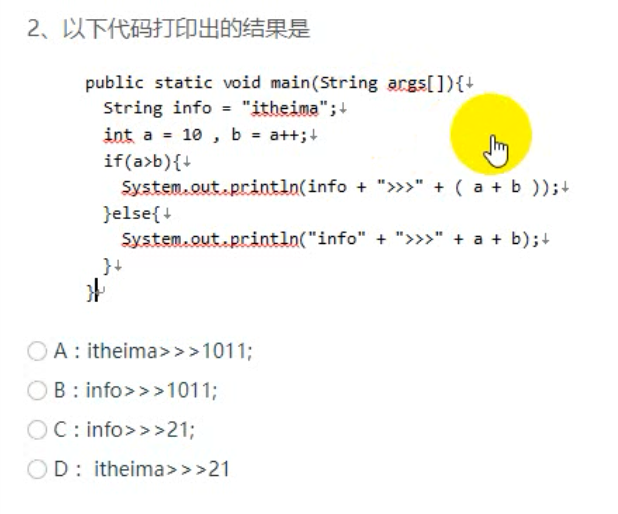 2、以下代码打印出的结果是
public static void main(String args[]){↓
String info = "itheima";↓
int a = 10 , b = a++;↓
if(a>b){↓
System.out.println(info + ">>>" + ( a + b ));↓
}else{↓
System.out.println("info" + ">>>" + a + b);↓
}↓
}↵
A : itheima>>>1011;
B : info>>>1011;
C : info>>>21;
D : itheima>>>21